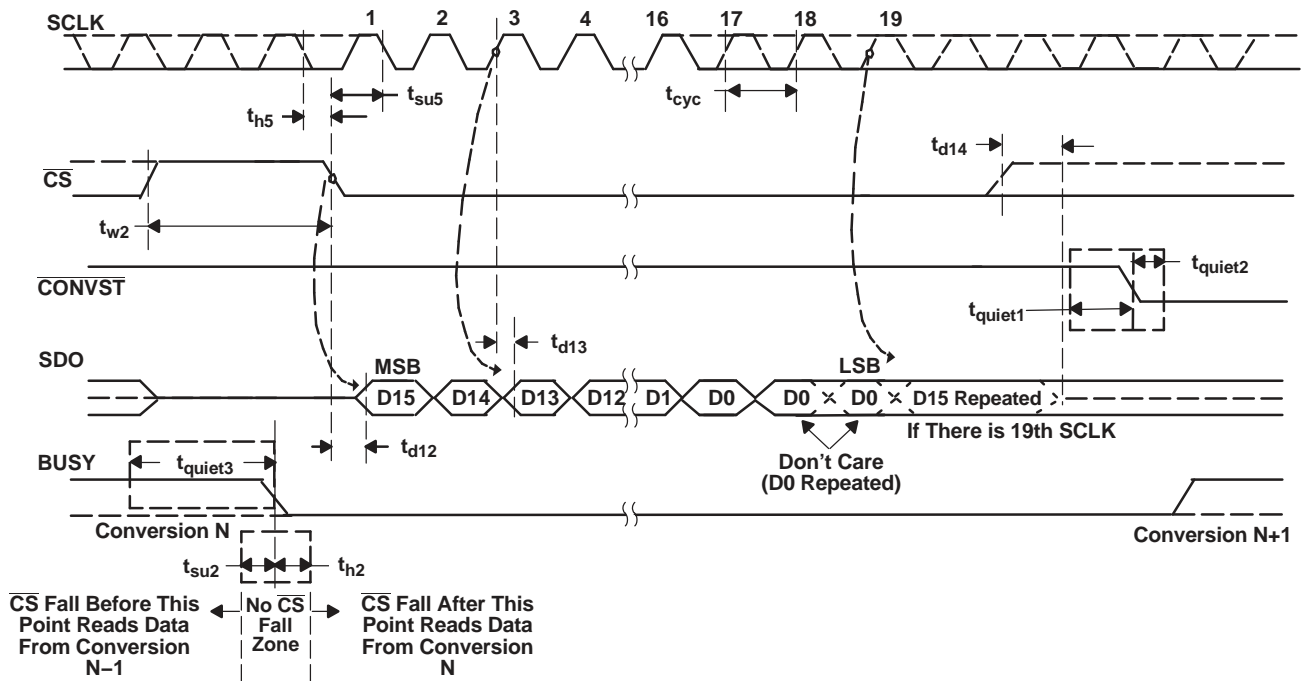 SCLK
1 2 3 4 16 17 18 19
tsu5
tcyc
th5
td14
CS
tw2
tquiet2
CONVST
tquiet1
td13
SDO
MSB
LSB
D15 D14 D13 D12 D1 D0 D0 D0 D15 Repeated
If There is 19th SCLK
td12
Don't Care
(D0 Repeated)
BUSY
tquiet3
Conversion N
Conversion N+1
tsu2
th2
CS Fall Before This
Point Reads Data
From Conversion
N–1
No CS
Fall
Zone
CS Fall After This
Point Reads Data
From Conversion
N